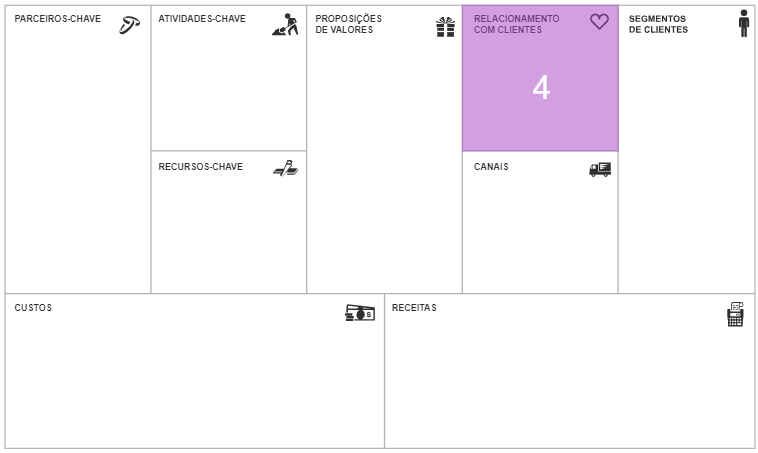 PARCEIROS-CHAVE
ATIVIDADES-CHAVE
PROPOSIÇÕES
DE VALORES
RELACIONAMENTO
COM CLIENTES
4
SEGMENTOS
DE CLIENTES
RECURSOS-CHAVE
CANAIS
CUSTOS
$
RECEITAS